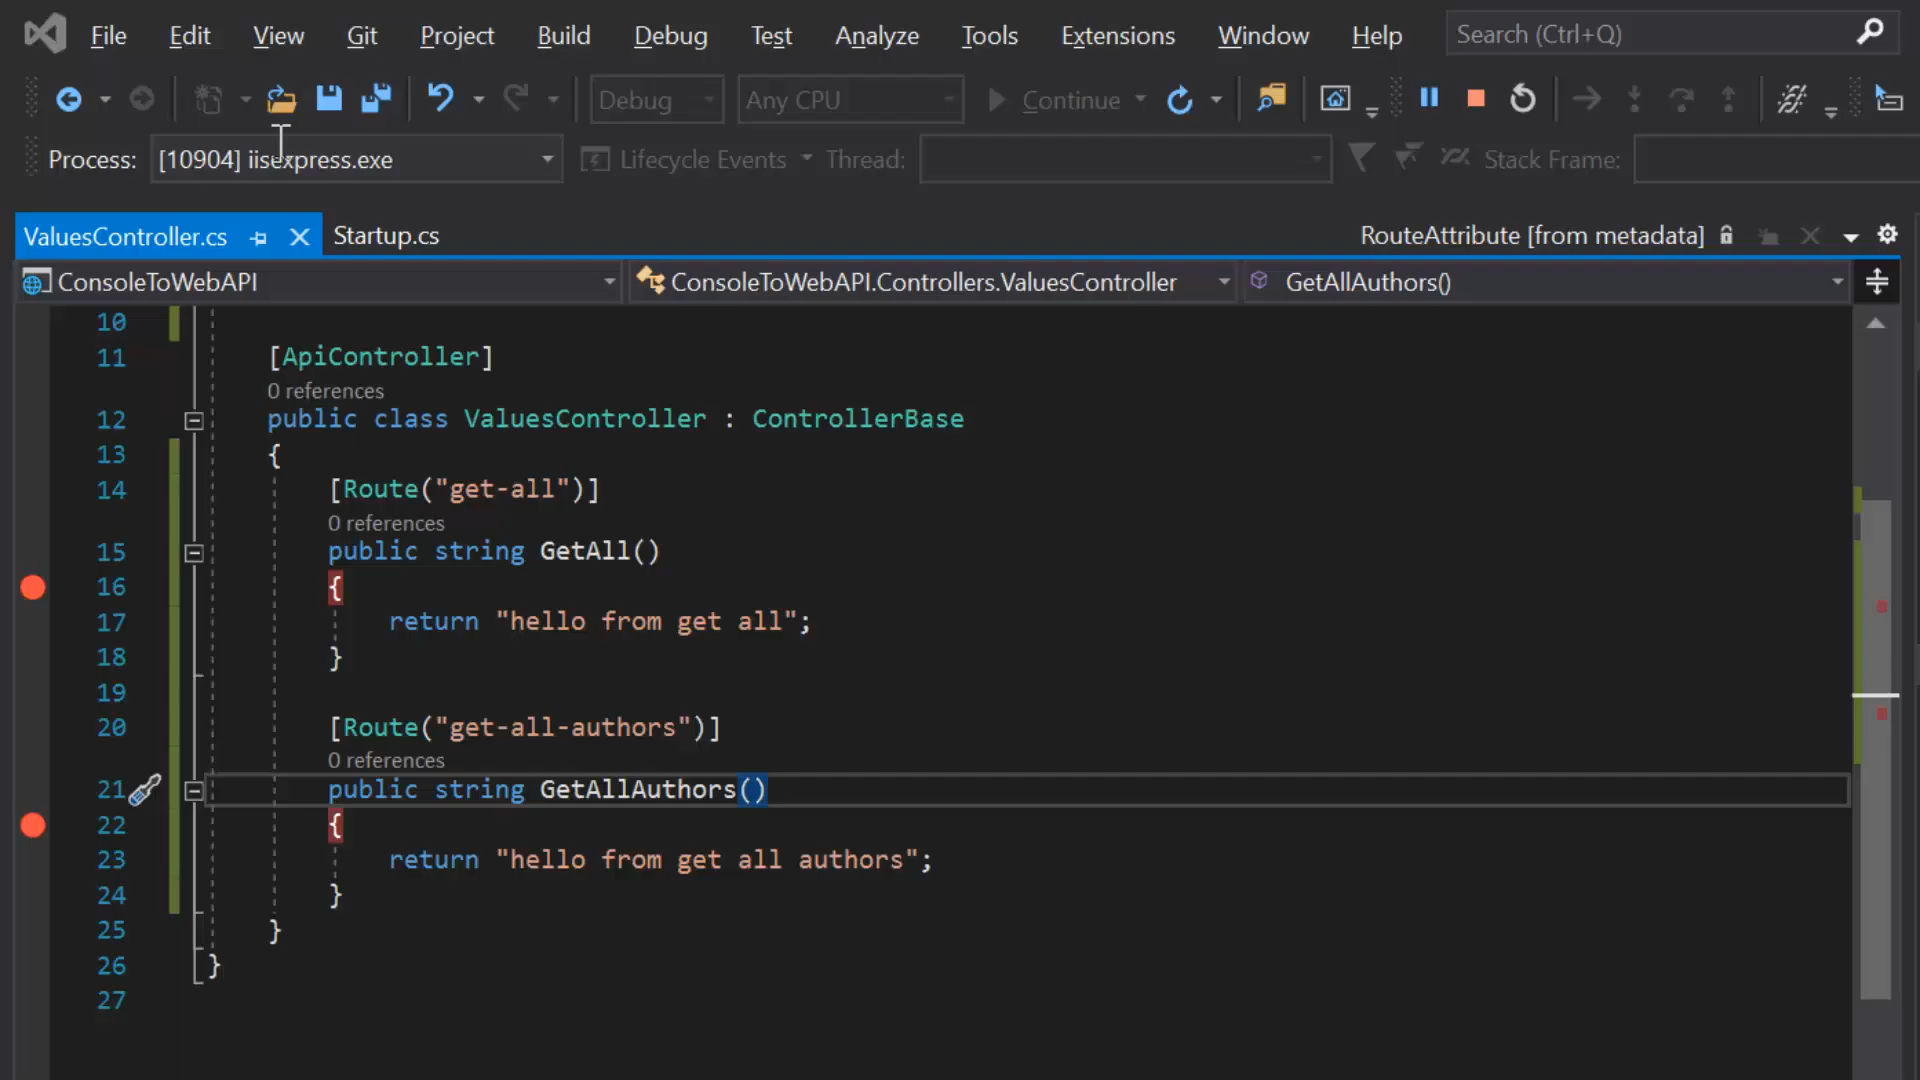 File Edit View Git Project Build Debug Test Analyze Tools Extensions Window Help Search (Ctrl+Q)
Debug Any CPU Continue
Process: [10904] iisexpress.exe Lifecycle Events Thread: Stack Frame:
ValuesController.cs Startup.cs RouteAttribute [from metadata]
ConsoleToWebAPI ConsoleToWebAPI.Controllers.ValuesController GetAllAuthors()
10
11 [ApiController]
0 references
12 public class ValuesController : ControllerBase
13 {
14 [Route("get-all")]
0 references
15 public string GetAll()
16 {
17 return "hello from get all";
18 }
19
20 [Route("get-all-authors")]
0 references
21 public string GetAllAuthors()
22 {
23 return "hello from get all authors";
24 }
25 }
26 }
27